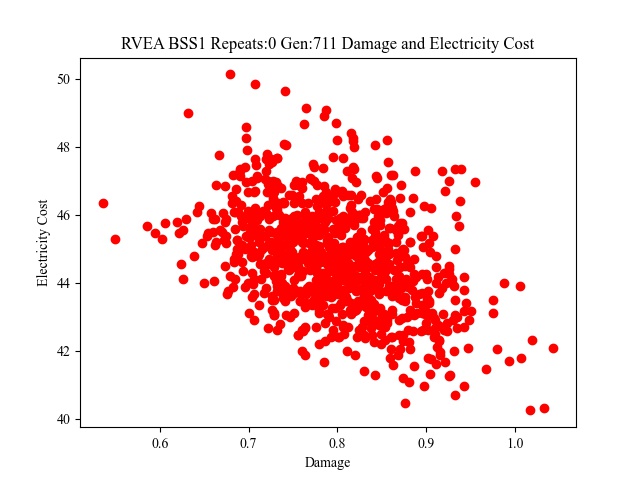 RVEA BSS1 Repeats:0 Gen:711 Damage and Electricity Cost
50
48
46
44
42
40
Electricity Cost
0.6 0.7 0.8 0.9 1.0
Damage